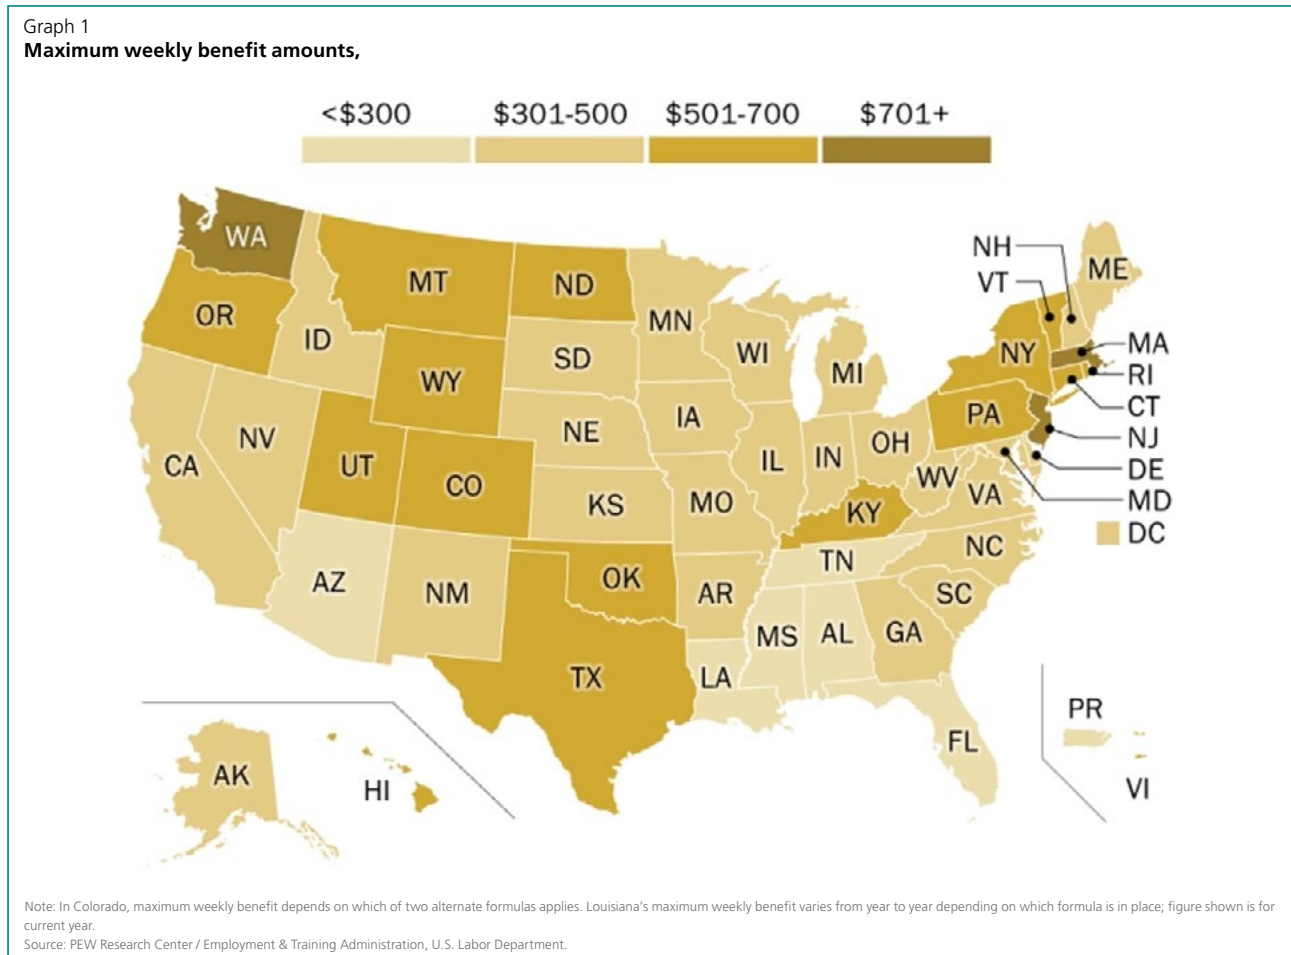 Graph 1
Maximum weekly benefit amounts,
<$300 $301-500 $501-700 $701+
WA
NH
ME
VT
MT
ND
OR
MN
ID
NY
MA
WI
SD
MI
RI
WY
CT
PA
IA
NE
NJ
NV
OH
IL
IN
CA
UT
DE
WV
CO
VA
MD
MO
KS
KY
DC
NC
TN
OK
AZ
NM
AR
SC
MS
AL
GA
TX
LA
PR
FL
AK
HI
VI
Note: In Colorado, maximum weekly benefit depends on which of two alternate formulas applies. Louisiana's maximum weekly benefit varies from year to year depending on which formula is in place; figure shown is for
current year.
Source: PEW Research Center / Employment & Training Administration, U.S. Labor Department.